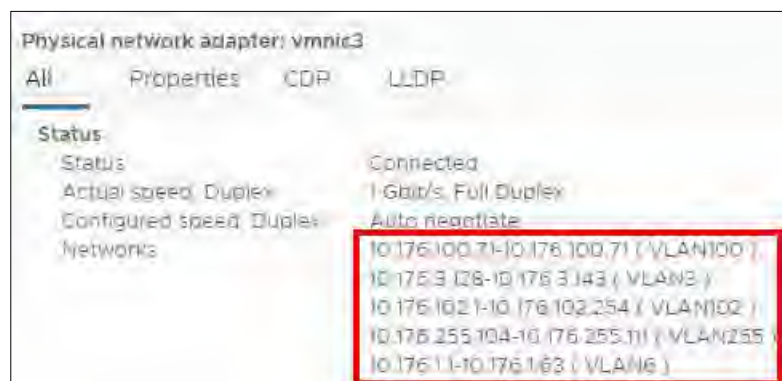 Physical network adapter: vmnic3
All Properties CDP LLDP
Status
Status Connected
Actual speed, Duplex 1 Gbit/s, Full Duplex
Configured speed, Duplex Auto negotiate
Networks 10.176.100.71-10.176.100.71 ( VLAN100 )
10.176.3.128-10.176.3.143 ( VLAN3 )
10.176.102.1-10.176.102.254 ( VLAN102 )
10.176.255.104-10.176.255.111 ( VLAN255 )
10.176.1.1-10.176.1.63 ( VLAN6 )